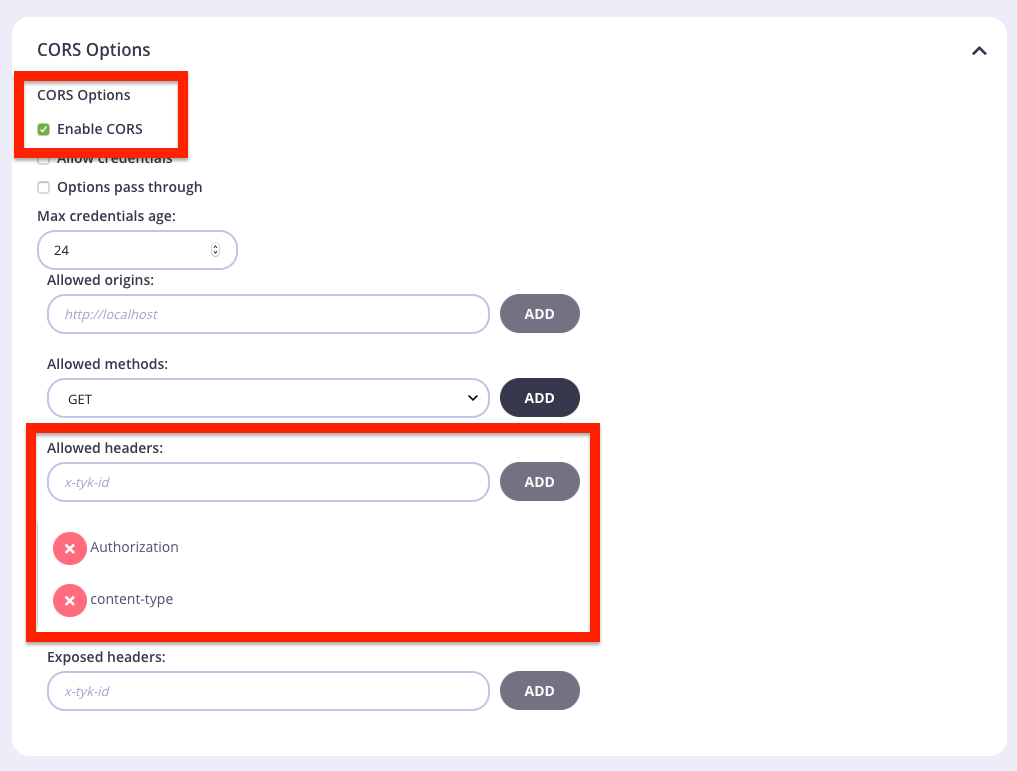 CORS Options
CORS Options
Enable CORS
Allow credentials
Options pass through
Max credentials age:
24
Allowed origins:
http://localhost
ADD
Allowed methods:
GET
ADD
Allowed headers:
x-tyk-id
ADD
Authorization
content-type
Exposed headers:
x-tyk-id
ADD